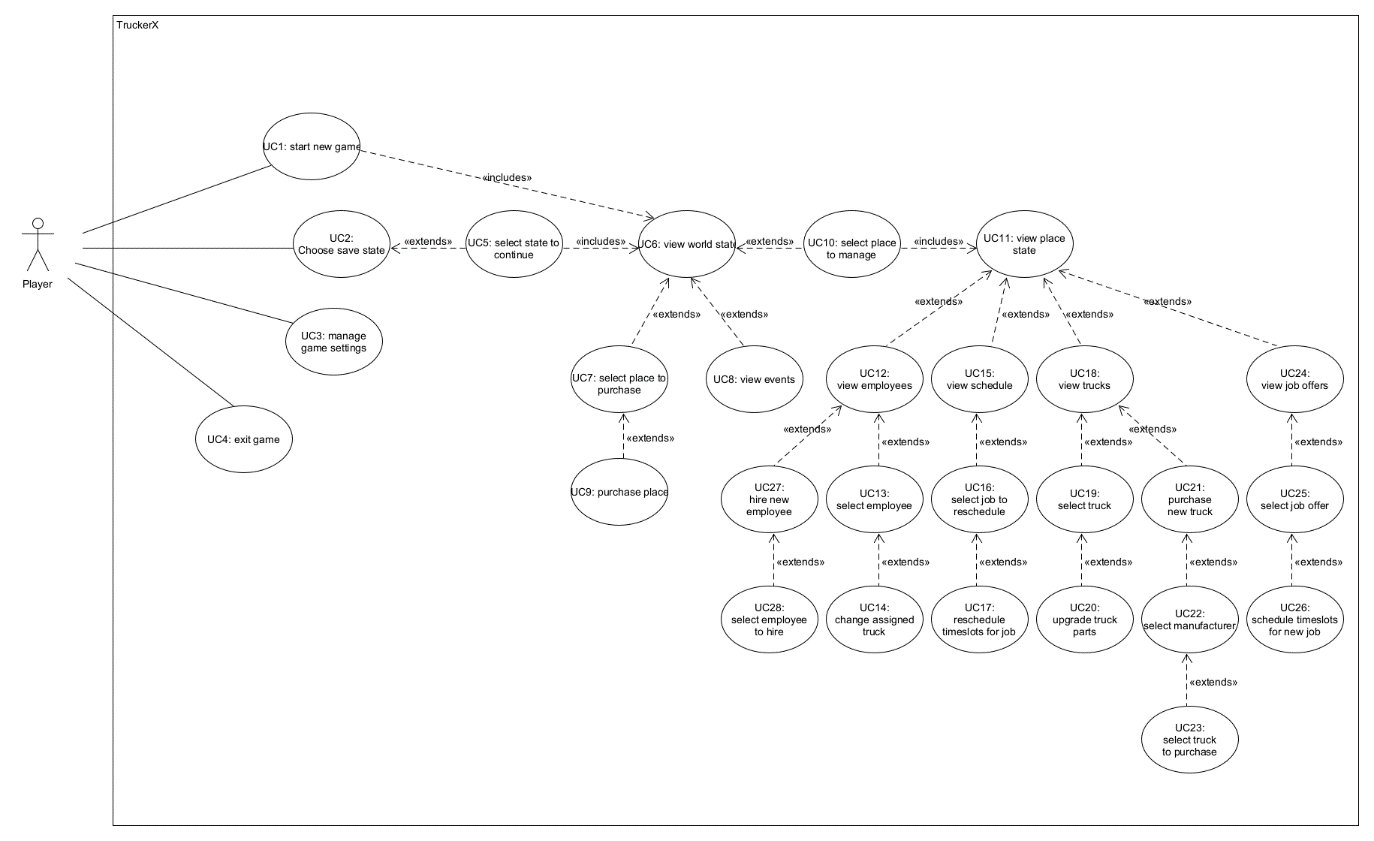 TruckerX
UC1: start new game
«includes»
UC2:
Choose save state
«extends»
UC5: select state to
continue
«includes»
UC6: view world state
«extends»
UC10: select place
to manage
«includes»
UC11: view place
state
Player
UC3: manage
game settings
«extends»
«extends»
«extends»
«extends»
«extends»
«extends»
UC7: select place to
purchase
UC8: view events
UC12:
view employees
UC15:
view schedule
UC18:
view trucks
UC24:
view job offers
UC4: exit game
«extends»
«extends»
«extends»
«extends»
«extends»
«extends»
«extends»
UC9: purchase place
UC27:
hire new
employee
UC13:
select employee
UC16:
select job to
reschedule
UC19:
select truck
UC21:
purchase
new truck
UC25:
select job offer
«extends»
«extends»
«extends»
«extends»
«extends»
«extends»
UC28:
select employee
to hire
UC14:
change assigned
truck
UC17:
reschedule
timeslots for job
UC20:
upgrade truck
parts
UC22:
select manufacturer
UC26:
schedule timeslots
for new job
«extends»
UC23:
select truck
to purchase